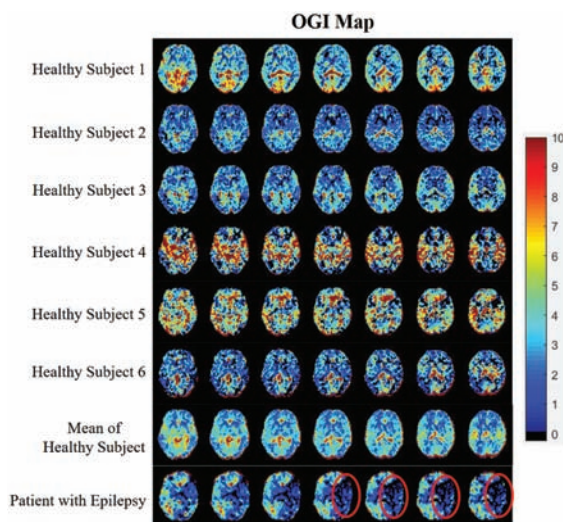 OGI Map
Healthy Subject 1
Healthy Subject 2
Healthy Subject 3
Healthy Subject 4
Healthy Subject 5
Healthy Subject 6
Mean of
Healthy Subject
Patient with Epilepsy
10
9
8
7
6
5
4
3
2
1
0